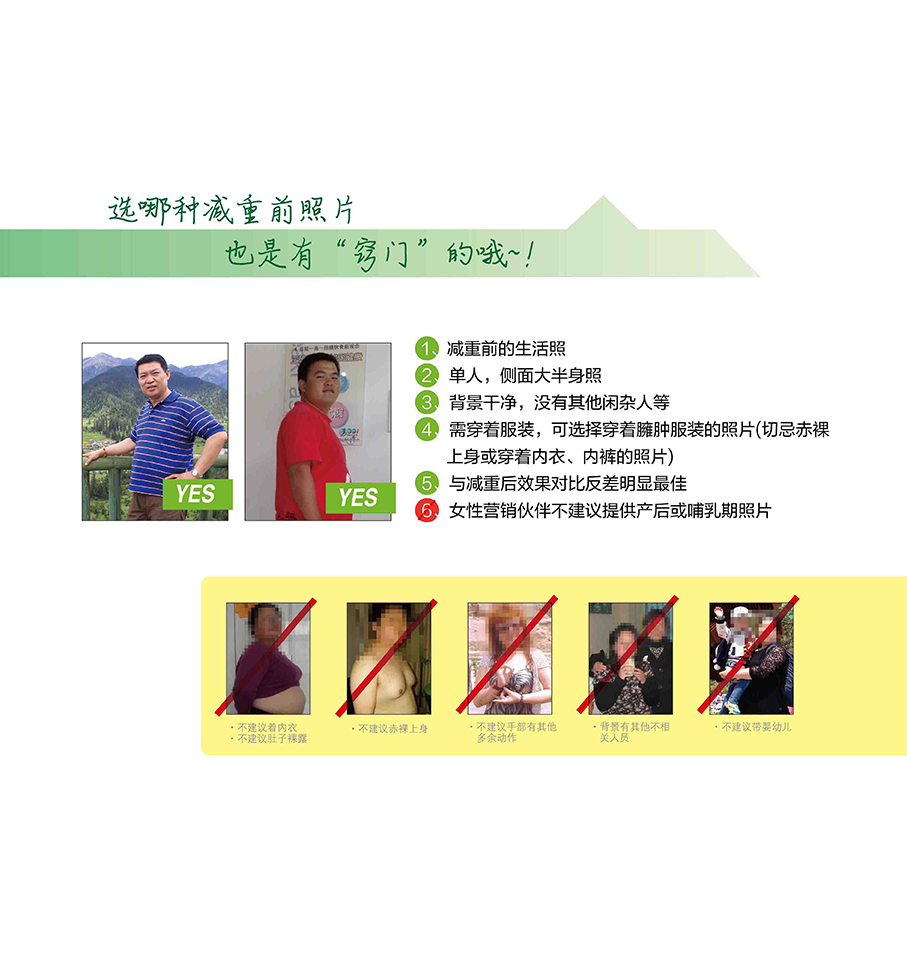 选哪种减重前照片
也是有“窍门”的哦~!
1、减重前的生活照
2、单人，侧面大半身照
3、背景干净，没有其他闲杂人等
4、需穿着服装，可选择穿着臃肿服装的照片(切忌赤裸
上身或穿着内衣、内裤的照片)
5、与减重后效果对比反差明显最佳
6、女性营销伙伴不建议提供产后或哺乳期照片
YES
YES
·不建议着内衣
·不建议肚子裸露
·不建议赤裸上身
·不建议手部有其他
多余动作
·背景有其他不相
关人员
·不建议带婴幼儿